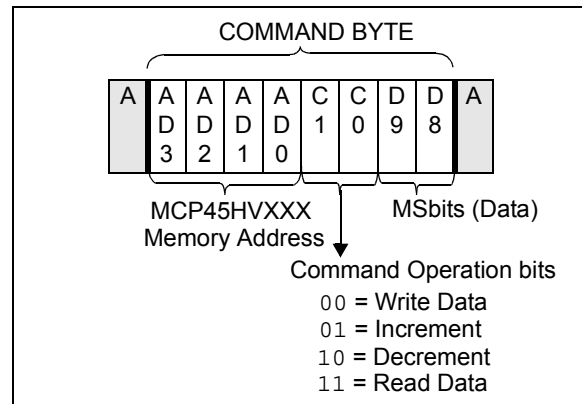 COMMAND BYTE
A A A A A C C D D A
D D D D 1 0 9 8
3 2 1 0
MCP45HVXXX
Memory Address
MSbits (Data)
Command Operation bits
00 = Write Data
01 = Increment
10 = Decrement
11 = Read Data